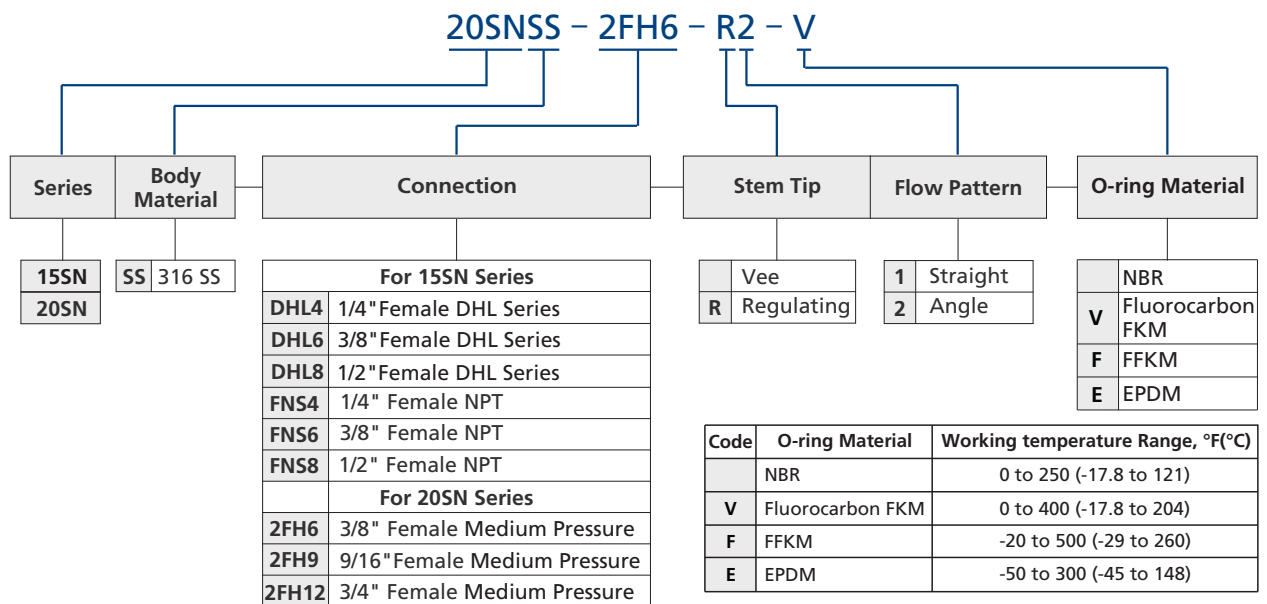 20SNSS – 2FH6 – R2 – V
Series
Body
Material
Connection
Stem Tip
Flow Pattern
O-ring Material
15SN
20SN
SS 316 SS
For 15SN Series
DHL4 1/4"Female DHL Series
DHL6 3/8"Female DHL Series
DHL8 1/2"Female DHL Series
FNS4 1/4" Female NPT
FNS6 3/8" Female NPT
FNS8 1/2" Female NPT
For 20SN Series
2FH6 3/8" Female Medium Pressure
2FH9 9/16"Female Medium Pressure
2FH12 3/4" Female Medium Pressure
Vee
R Regulating
1 Straight
2 Angle
NBR
V Fluorocarbon
FKM
F FFKM
E EPDM
Code O-ring Material Working temperature Range, °F(°C)
NBR 0 to 250 (-17.8 to 121)
V Fluorocarbon FKM 0 to 400 (-17.8 to 204)
F FFKM -20 to 500 (-29 to 260)
E EPDM -50 to 300 (-45 to 148)